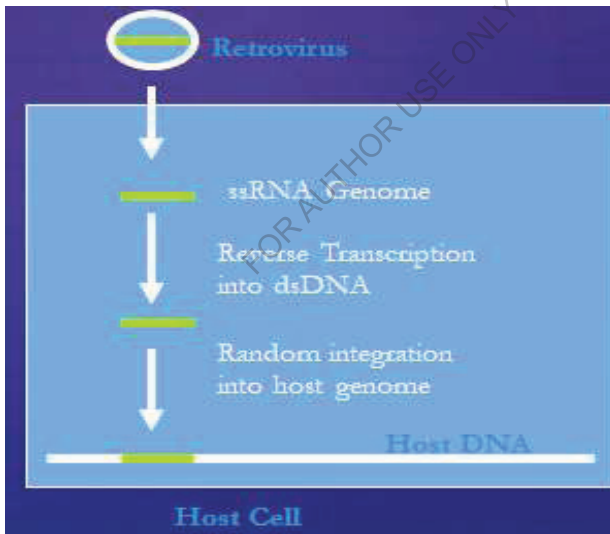 Retrovirus
FOR AUTHOR USE ONLY
ssRNA Genome
Reverse Transcription
into dsDNA
Random integration
into host genome
Host DNA
Host Cell